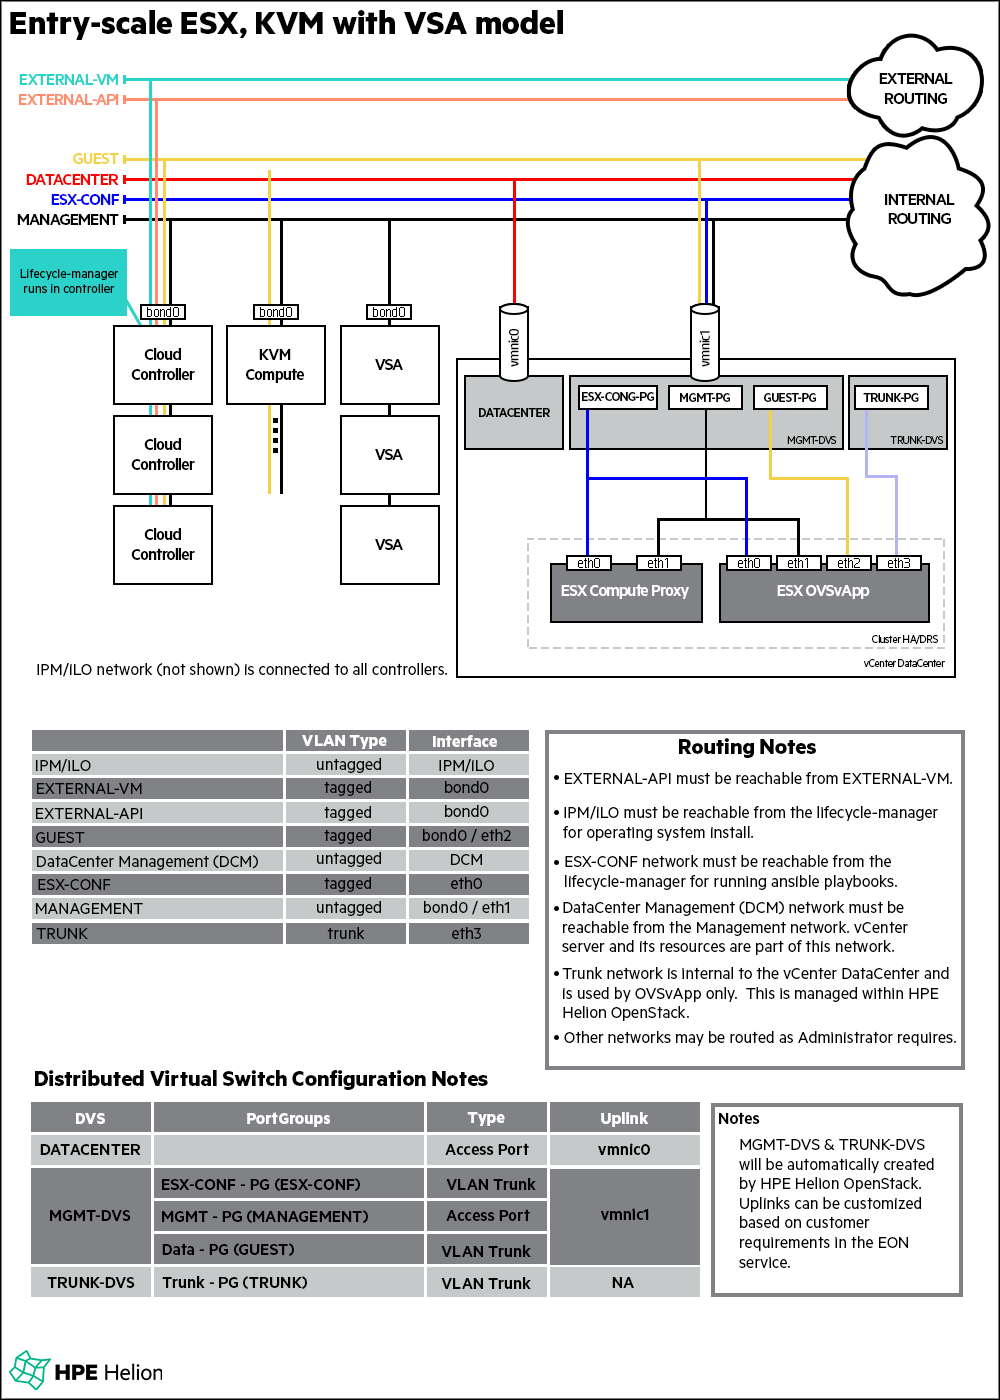 Entry-scale ESX, KVM with VSA model
EXTERNAL-VM
EXTERNAL-API
EXTERNAL
ROUTING
GUEST
DATACENTER
ESX-CONF
MANAGEMENT
INTERNAL
ROUTING
Lifecycle-manager
runs in controller
bond0
bond0
bond0
vmnic0
vmnic1
Cloud
Controller
KVM
Compute
VSA
Cloud
Controller
VSA
Cloud
Controller
VSA
DATACENTER
ESX-CONG-PG
MGMT-PG
GUEST-PG
MGMT-DVS
TRUNK-PG
TRUNK-DVS
eth0
eth1
ESX Compute Proxy
eth0
eth1
eth2
eth3
ESX OVSvApp
Cluster HA/DRS
vCenter DataCenter
IPM/ILO network (not shown) is connected to all controllers.
VLAN Type Interface
IPM/ILO untagged IPM/ILO
EXTERNAL-VM tagged bond0
EXTERNAL-API tagged bond0
GUEST tagged bond0 / eth2
DataCenter Management (DCM) untagged DCM
ESX-CONF tagged eth0
MANAGEMENT untagged bond0 / eth1
TRUNK trunk eth3
Routing Notes
• EXTERNAL-API must be reachable from EXTERNAL-VM.
• IPM/ILO must be reachable from the lifecycle-manager
for operating system install.
• ESX-CONF network must be reachable from the
lifecycle-manager for running ansible playbooks.
• DataCenter Management (DCM) network must be
reachable from the Management network. vCenter
server and its resources are part of this network.
• Trunk network is internal to the vCenter DataCenter and
is used by OVSvApp only. This is managed within HPE
Helion OpenStack.
• Other networks may be routed as Administrator requires.
Distributed Virtual Switch Configuration Notes
DVS PortGroups Type Uplink
DATACENTER Access Port vmnic0
MGMT-DVS
ESX-CONF - PG (ESX-CONF) VLAN Trunk
MGMT - PG (MANAGEMENT) Access Port
Data - PG (GUEST) VLAN Trunk
vmnic1
TRUNK-DVS Trunk - PG (TRUNK) VLAN Trunk NA
Notes
MGMT-DVS & TRUNK-DVS
will be automatically created
by HPE Helion OpenStack.
Uplinks can be customized
based on customer
requirements in the EON
service.
HPE Helion